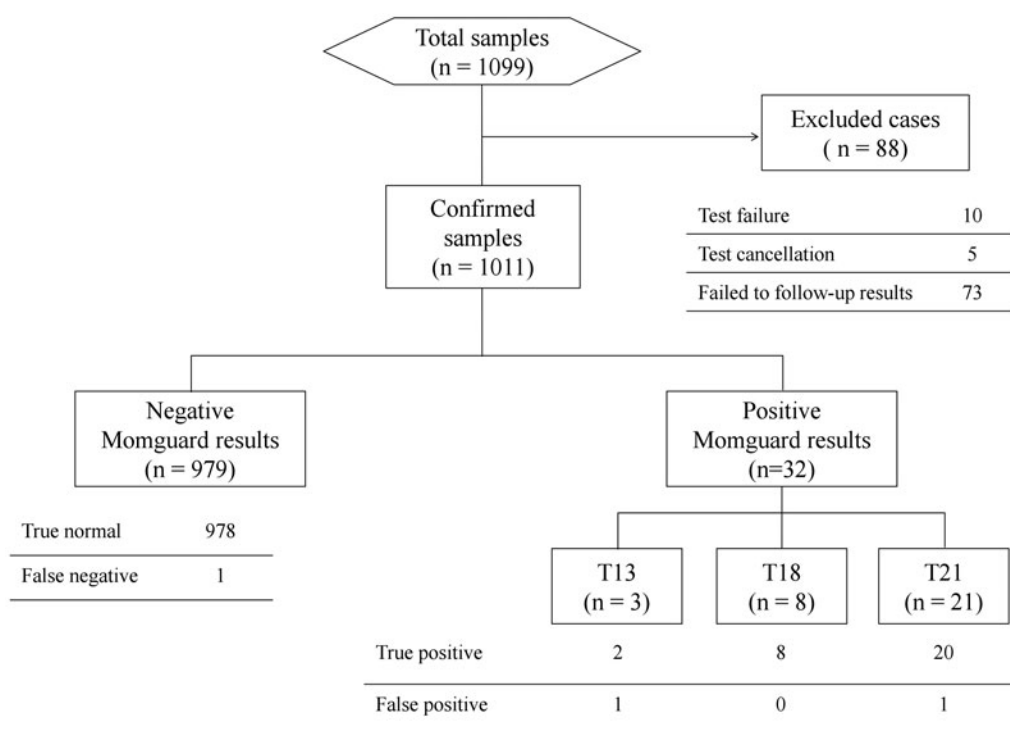 Total samples
(n = 1099)
Excluded cases
( n = 88)
Confirmed
samples
(n = 1011)
Test failure 10
Test cancellation 5
Failed to follow-up results 73
Negative
Momguard results
(n = 979)
Positive
Momguard results
(n=32)
True normal 978
False negative 1
T13
(n = 3)
T18
(n = 8)
T21
(n = 21)
True positive 2 8 20
False positive 1 0 1